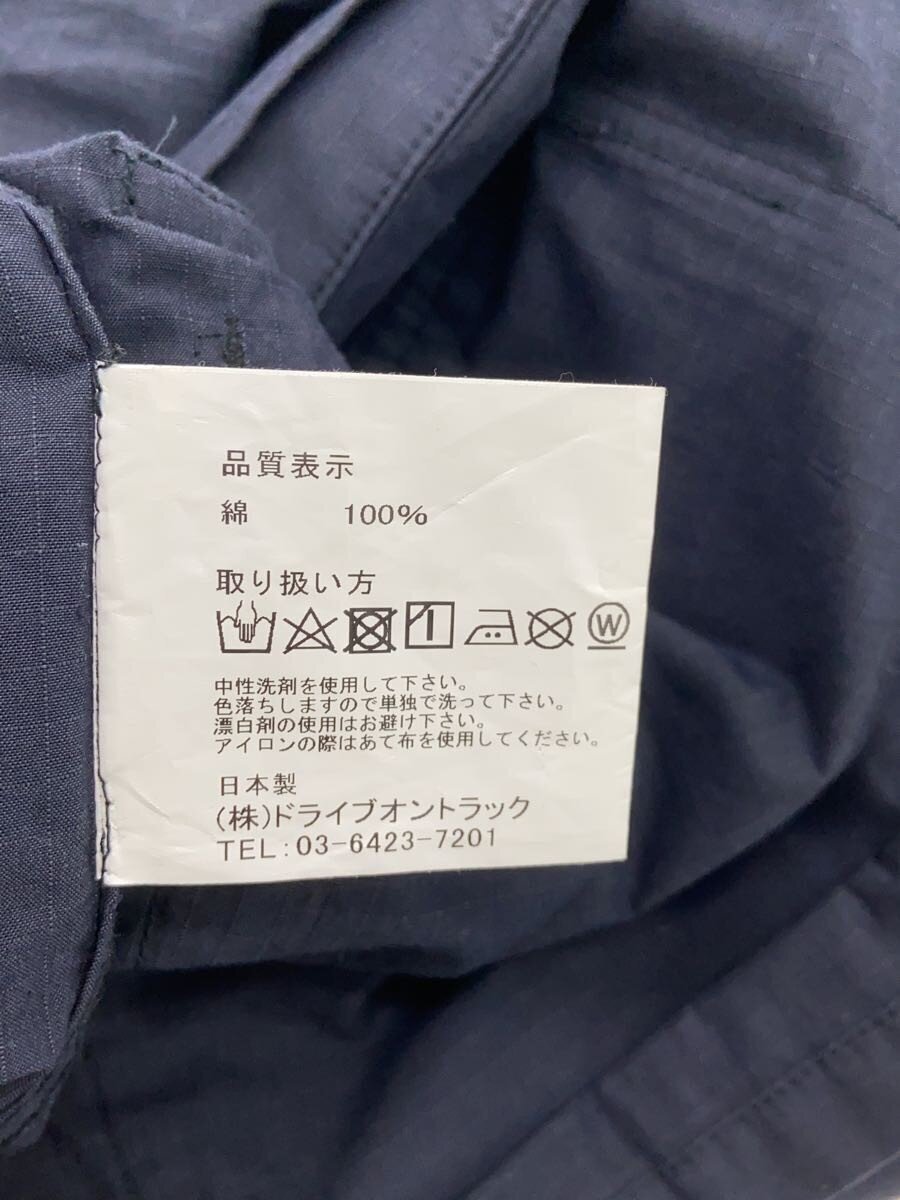 品質表示
綿 100%
取り扱い方
W
中性洗剤を使用して下さい。
色落ちしますので単独で洗って下さい。
漂白剤の使用はお避け下さい。
アイロンの際はあて布を使用してください。
日本製
(株)ドライブオントラック
TEL:03-6423-7201